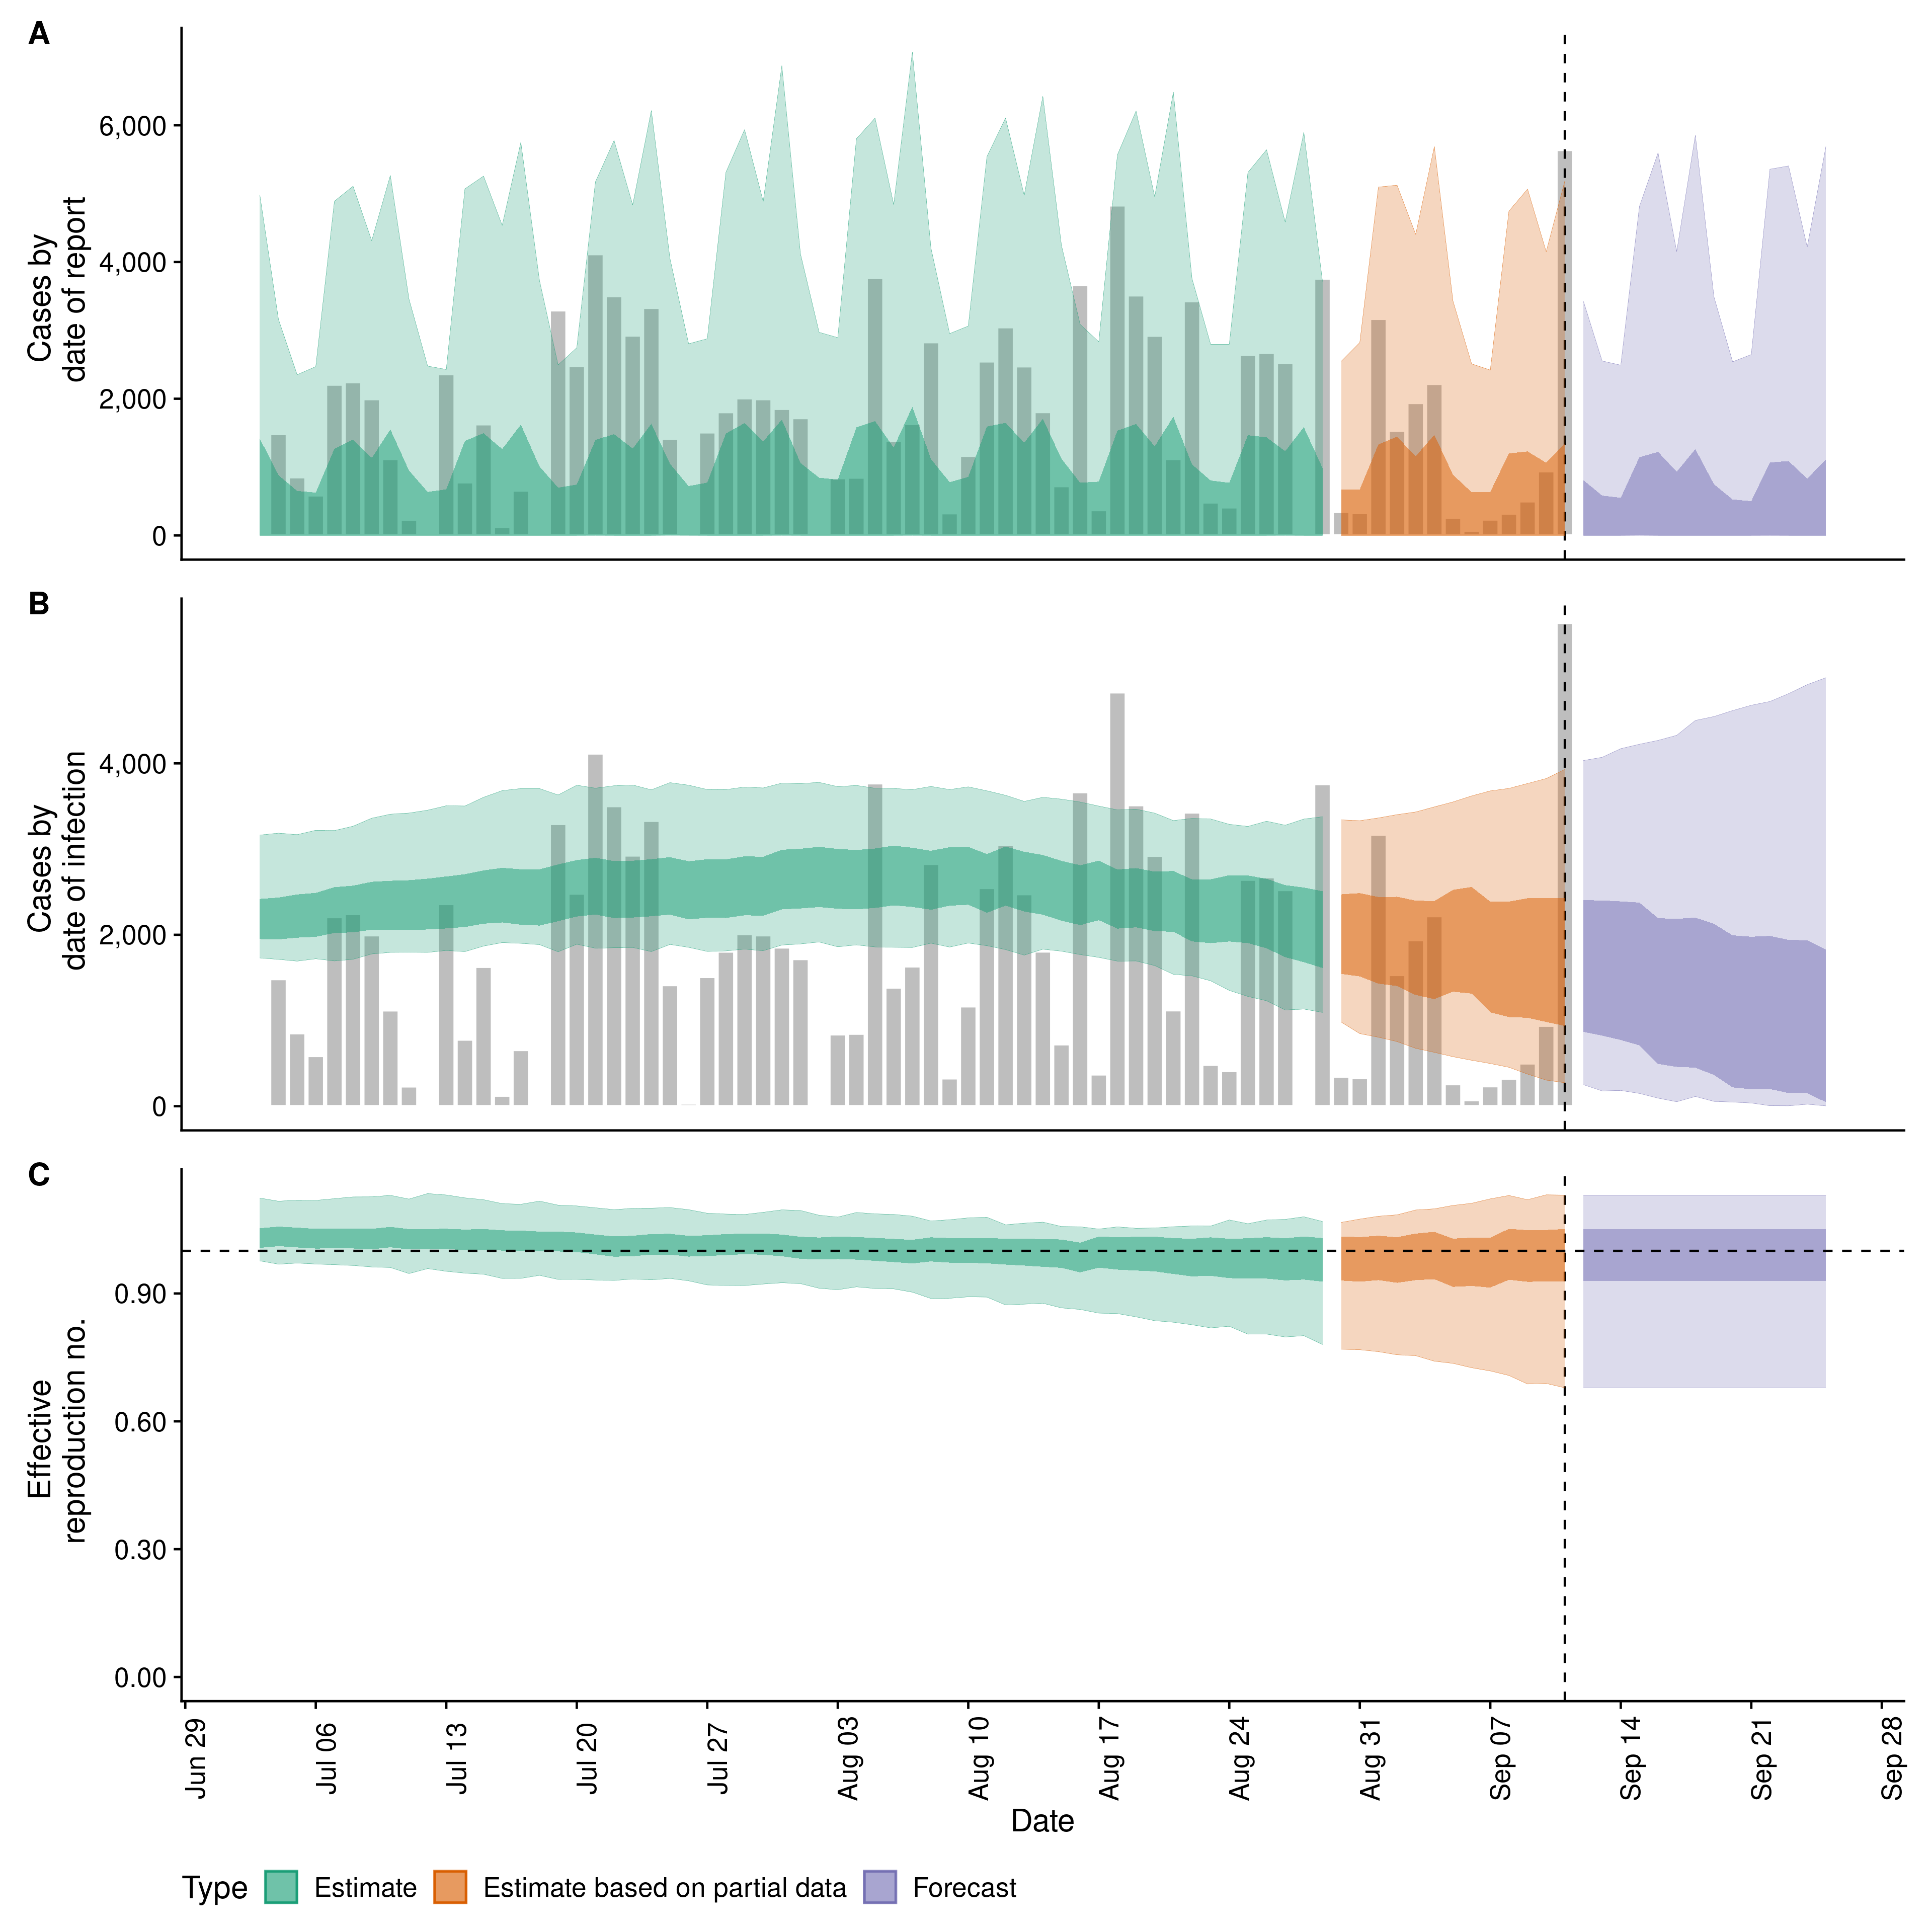 A
Cases by
date of report
6,000
4,000
2,000
0
B
Cases by
date of infection
4,000
2,000
0
C
Effective
reproduction no.
0.90
0.60
0.30
0.00
Jun 29
Jul 06
Jul 13
Jul 20
Jul 27
Aug 03
Aug 10
Aug 17
Aug 24
Aug 31
Sep 07
Sep 14
Sep 21
Sep 28
Date
Type Estimate Estimate based on partial data Forecast